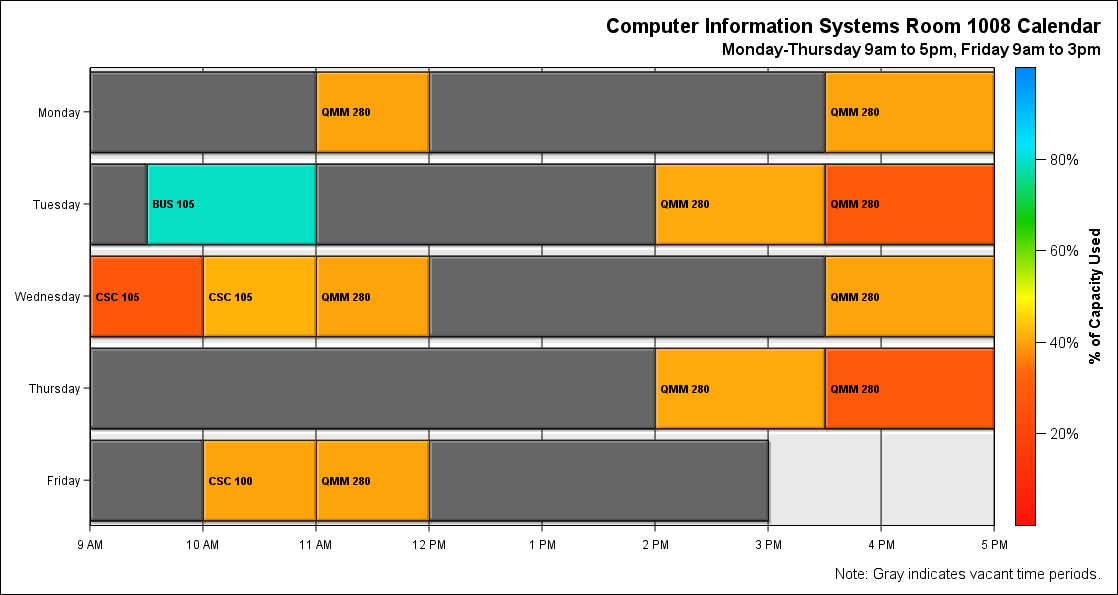 Computer Information Systems Room 1008 Calendar
Monday-Thursday 9am to 5pm, Friday 9am to 3pm
Monday
QMM 280
QMM 280
Tuesday
BUS 105
QMM 280
QMM 280
Wednesday
CSC 105
CSC 105
QMM 280
QMM 280
Thursday
QMM 280
QMM 280
Friday
CSC 100
QMM 280
9 AM
10 AM
11 AM
12 PM
1 PM
2 PM
3 PM
4 PM
5 PM
80%
60%
40%
20%
% of Capacity Used
Note: Gray indicates vacant time periods.